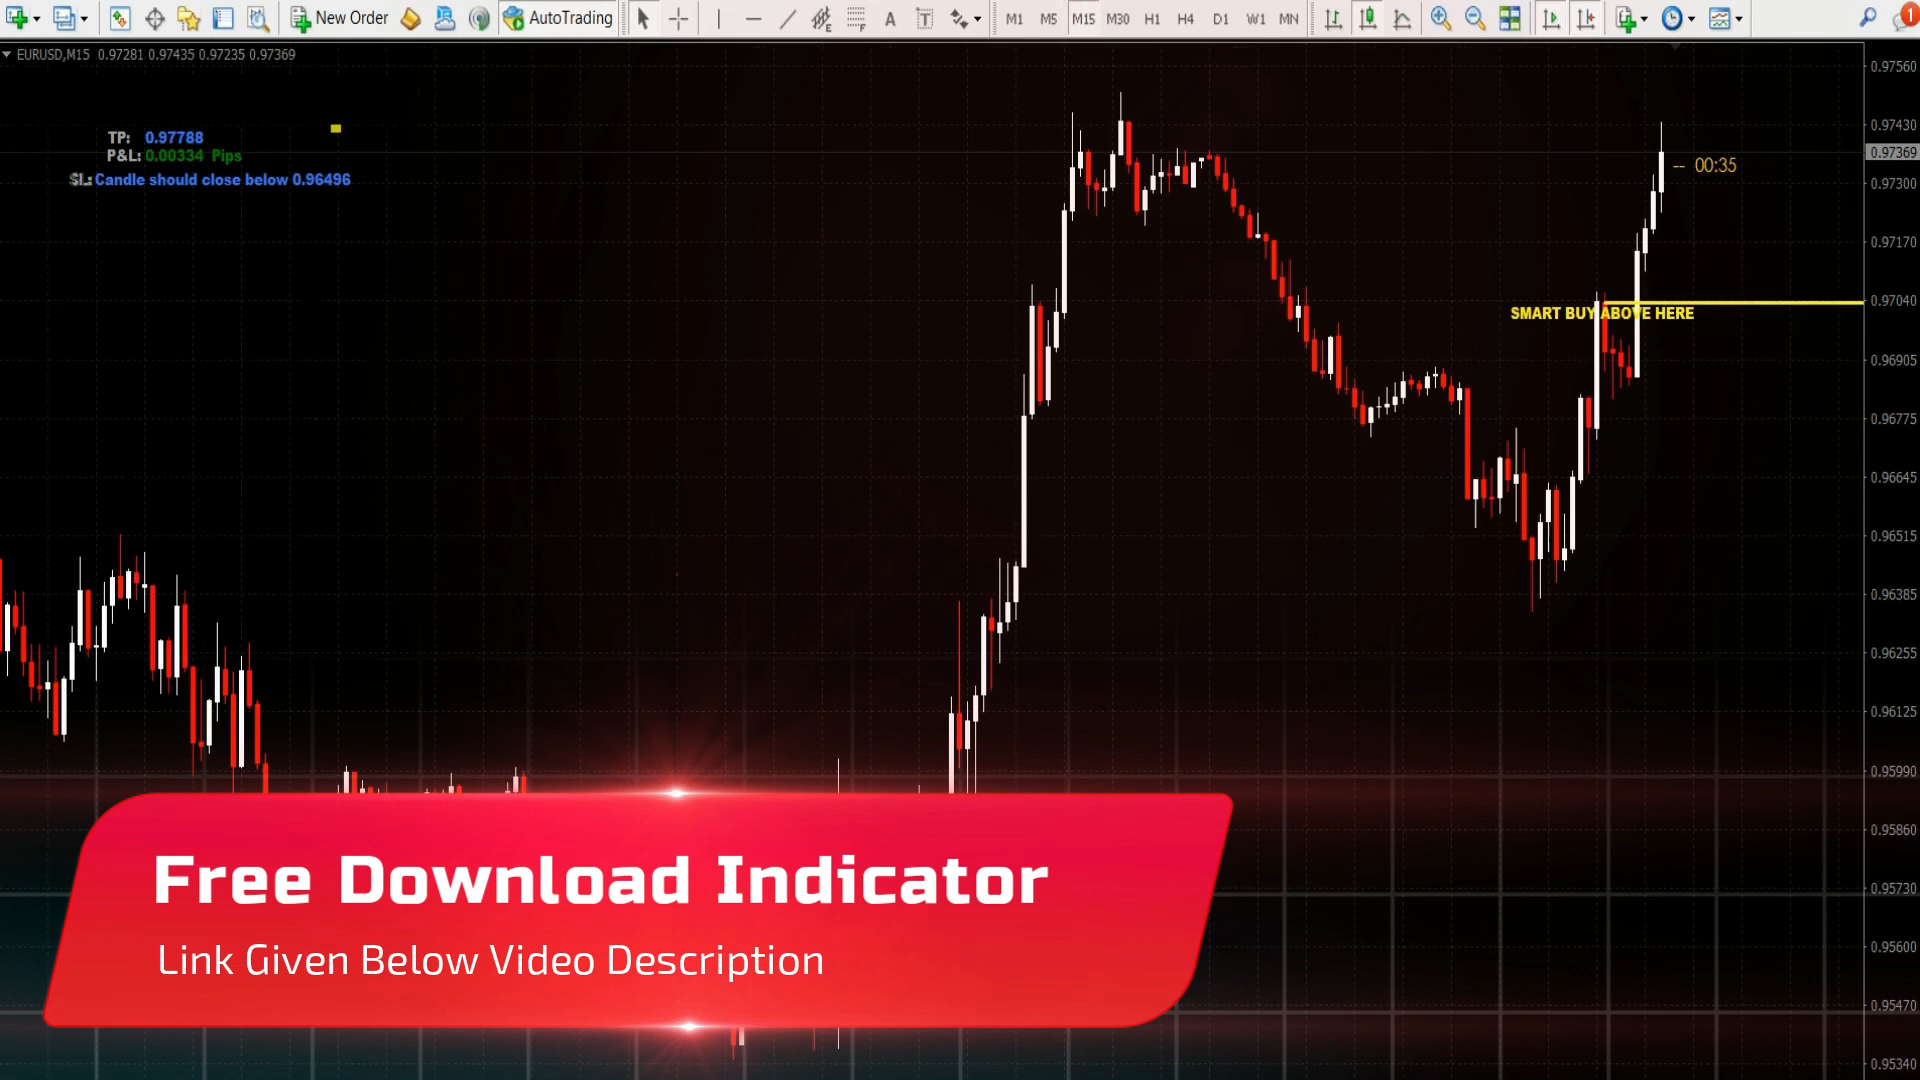 New Order AutoTrading A T M1 M5 M15 M30 H1 H4 D1 W1 MN 1
EURUSD,M15 0.97281 0.97435 0.97235 0.97369
TP: 0.97788
P&L: 0.00334 Pips
SL: Candle should close below 0.96496
-- 00:35
SMART BUY ABOVE HERE
0.97560
0.97430
0.97369
0.97300
0.97170
0.97040
0.96905
0.96775
0.96645
0.96515
0.96385
0.96255
0.96125
0.95990
0.95860
0.95730
0.95600
0.95470
0.95340
Free Download Indicator
Link Given Below Video Description